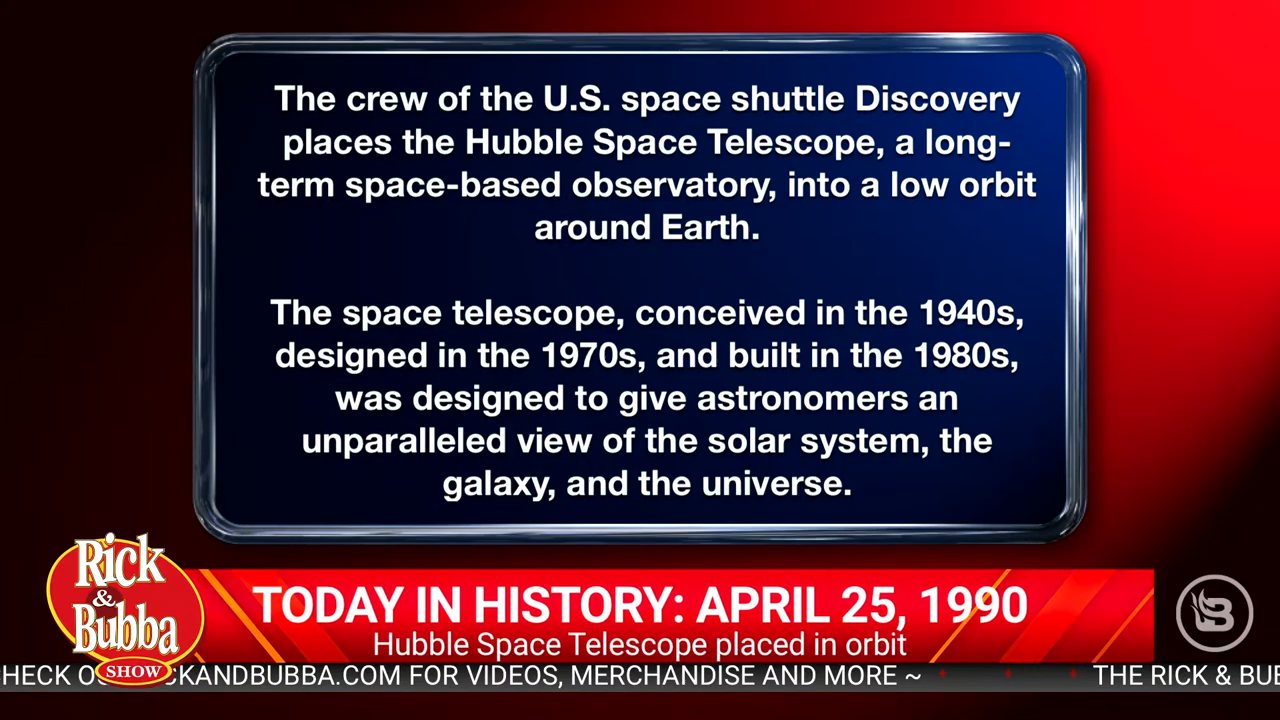 The crew of the U.S. space shuttle Discovery
places the Hubble Space Telescope, a long-
term space-based observatory, into a low orbit
around Earth.
The space telescope, conceived in the 1940s,
designed in the 1970s, and built in the 1980s,
was designed to give astronomers an
unparalleled view of the solar system, the
galaxy, and the universe.
Rick
&
Bubba
SHOW
TODAY IN HISTORY: APRIL 25, 1990
Hubble Space Telescope placed in orbit
B
HECK O CKANDBUBBA.COM FOR VIDEOS, MERCHANDISE AND MORE ~ THE RICK & BUB